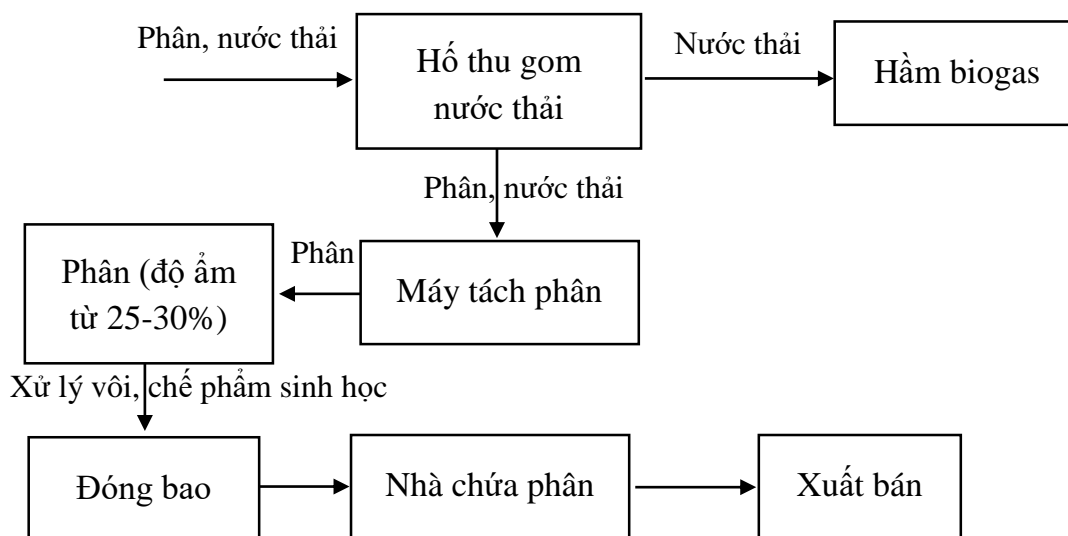 Phân, nước thải
Hố thu gom
nước thải
Nước thải
Hầm biogas
Phân, nước thải
Phân (độ ẩm
từ 25-30%)
Phân
Máy tách phân
Xử lý vôi, chế phẩm sinh học
Đóng bao
Nhà chứa phân
Xuất bán